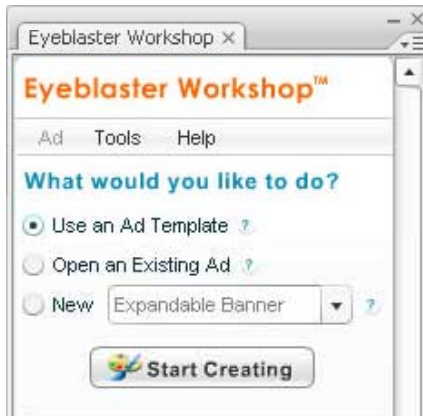 Eyeblaster Workshop ×
Eyeblaster Workshop™
Ad Tools Help
What would you like to do?
Use an Ad Template ?
Open an Existing Ad ?
New Expandable Banner ?
Start Creating